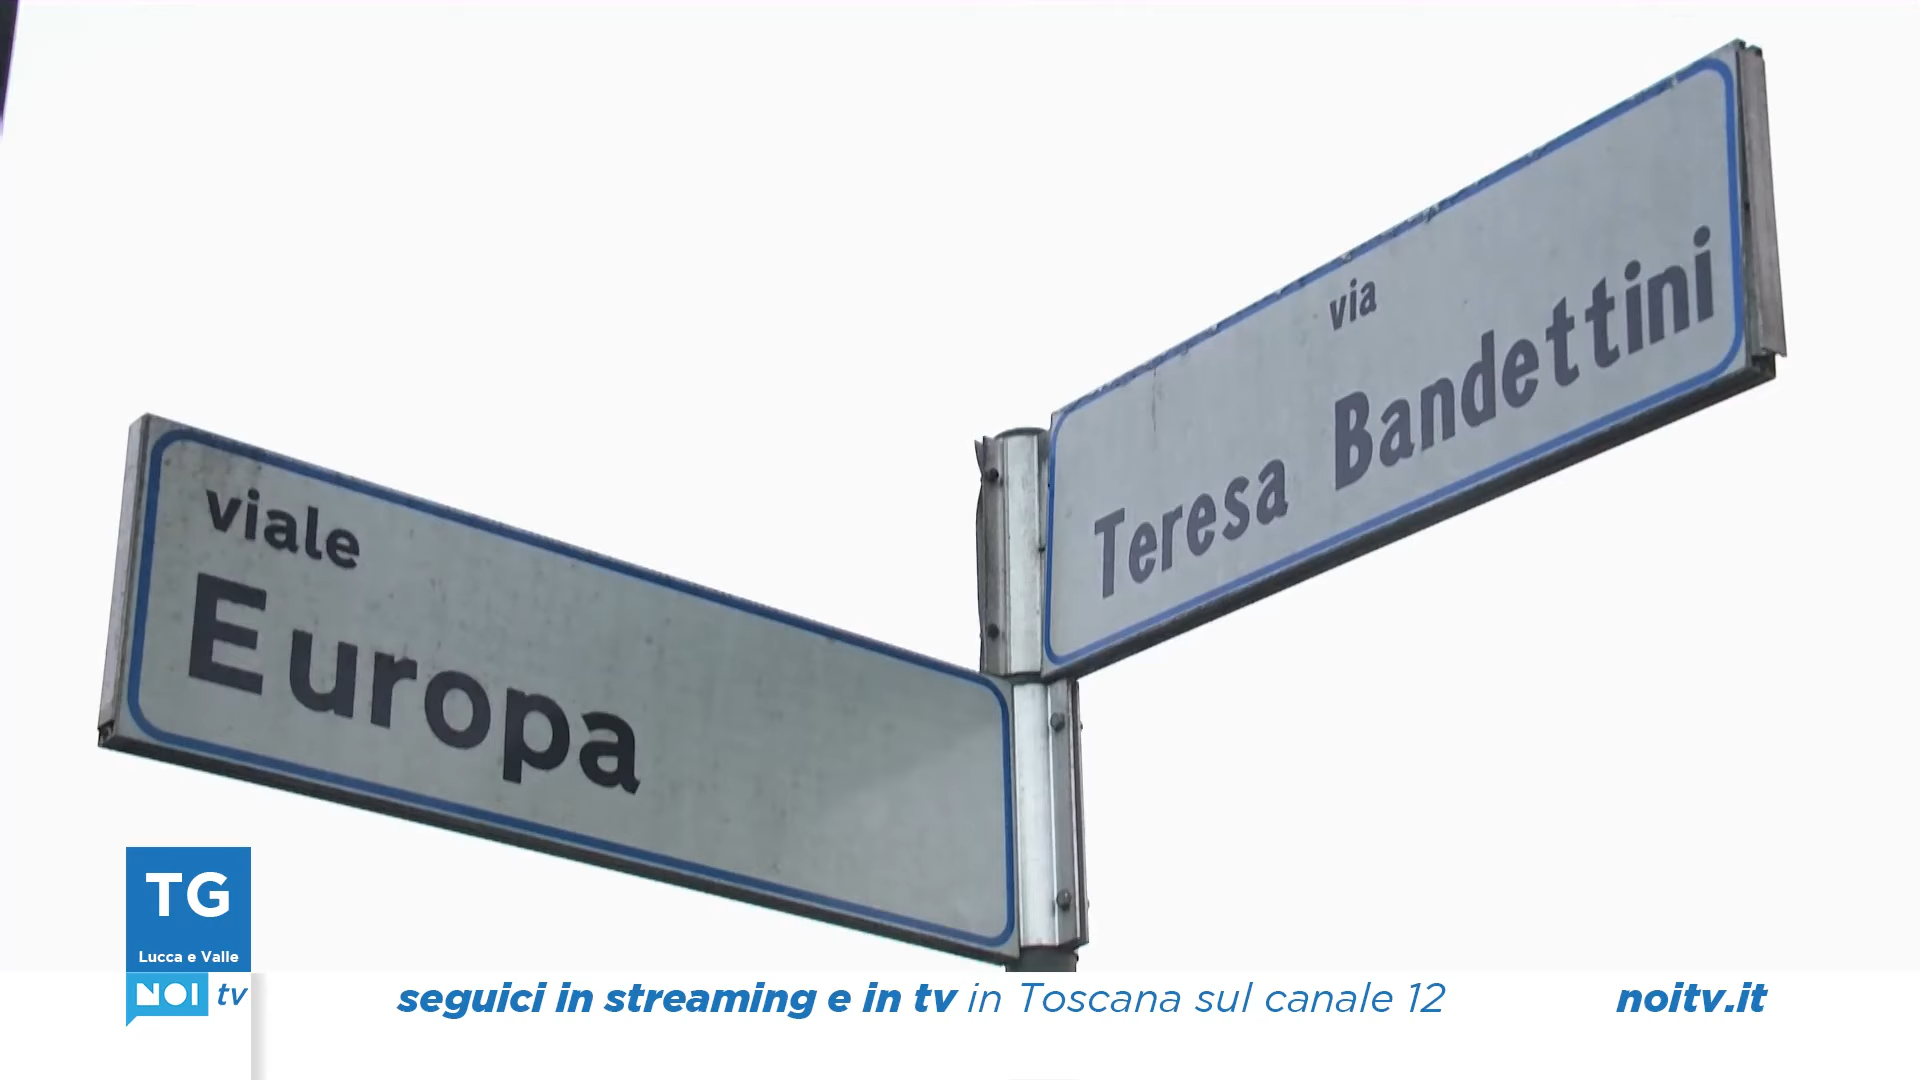 via
Teresa Bandettini
viale
Europa
TG
Lucca e Valle
NOI tv
seguici in streaming e in tv in Toscana sul canale 12
noitv.it